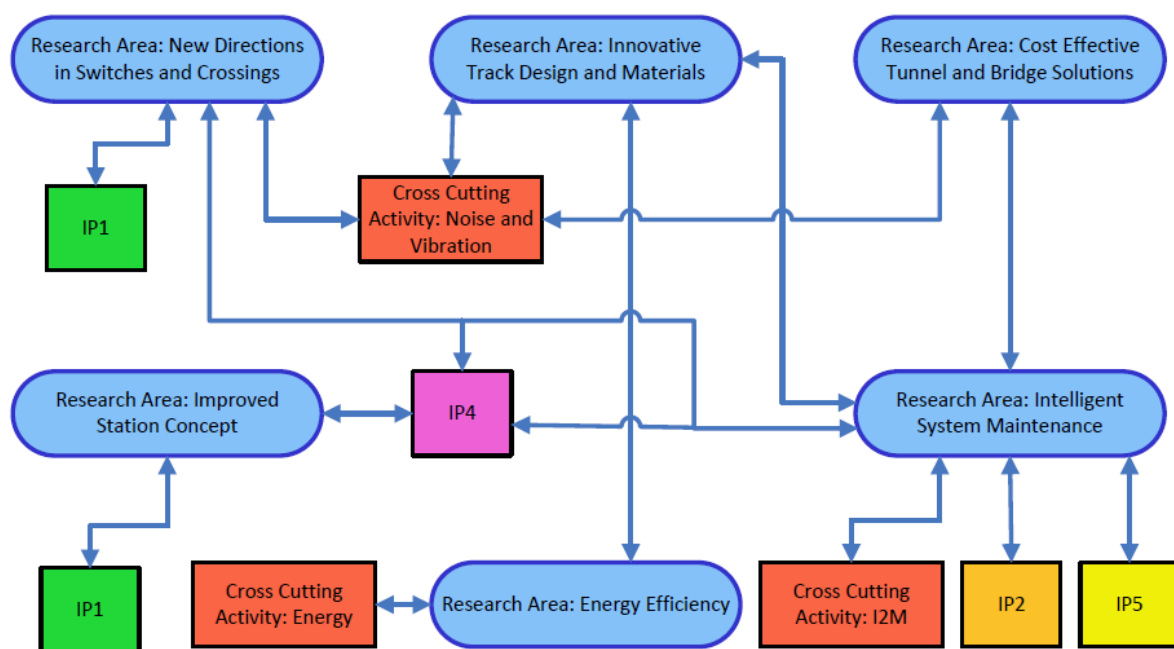 Research Area: New Directions
in Switches and Crossings
Research Area: Innovative
Track Design and Materials
Research Area: Cost Effective
Tunnel and Bridge Solutions
IP1
Cross Cutting
Activity: Noise and
Vibration
Research Area: Improved
Station Concept
IP4
Research Area: Intelligent
System Maintenance
IP1
Cross Cutting
Activity: Energy
Research Area: Energy Efficiency
Cross Cutting
Activity: I2M
IP2
IP5